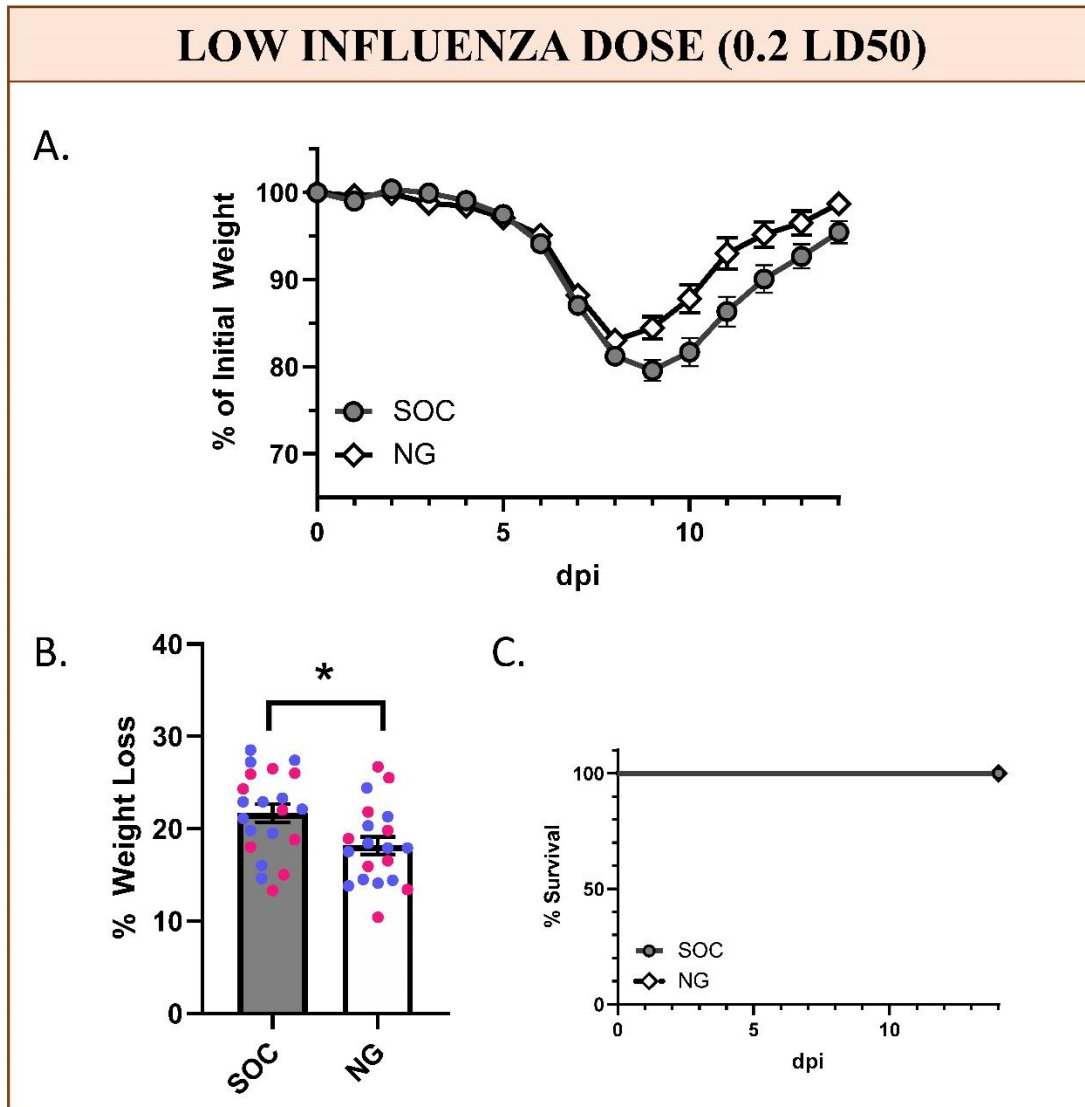 LOW INFLUENZA DOSE (0.2 LD50)
A.
% of Initial Weight
100
90
80
70
SOC
NG
0
5
10
dpi
B.
% Weight Loss
40
30
20
10
0
*
SOC
NG
C.
% Survival
100
50
0
SOC
NG
0
5
10
dpi